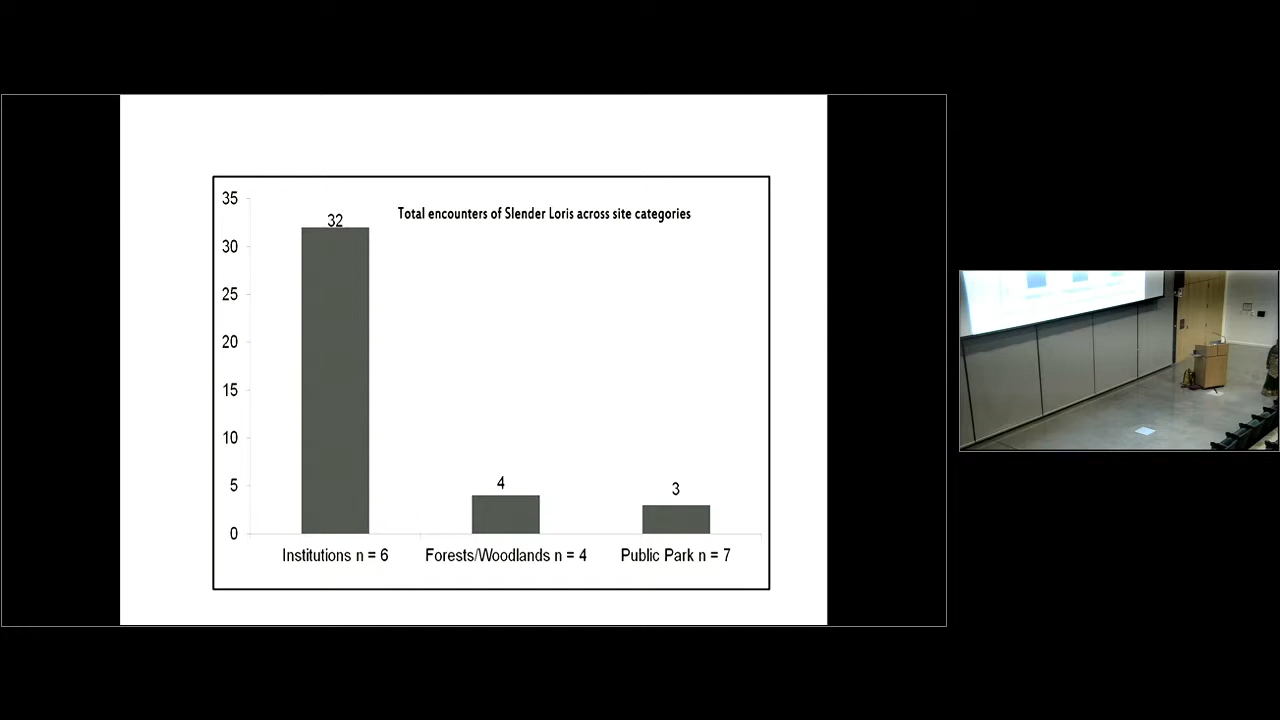 Total encounters of Slender Loris across site categories
35
30
25
20
15
10
5
0
32
4
3
Institutions n = 6
Forests/Woodlands n = 4
Public Park n = 7